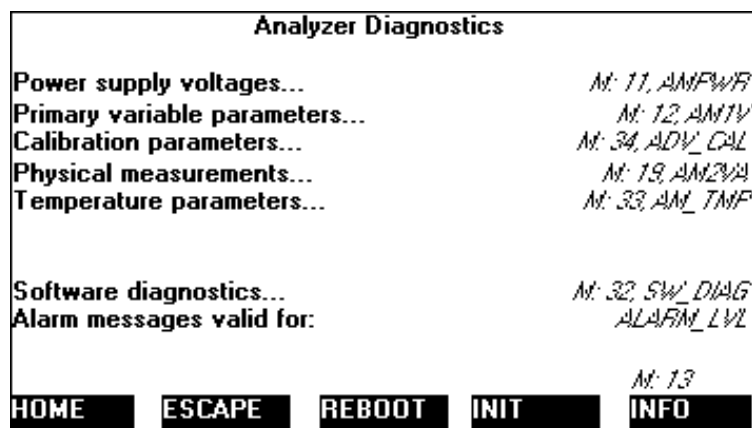 Analyzer Diagnostics
Power supply voltages... M: 11, AMPWR
Primary variable parameters... M: 12, AM1V
Calibration parameters... M: 34, ADV_CAL
Physical measurements... M: 19, AM2VA
Temperature parameters... M: 33, AM_TMP
Software diagnostics... M: 32, SW_DIAG
Alarm messages valid for: ALARM_LVL
M: 13
HOME ESCAPE REBOOT INIT INFO